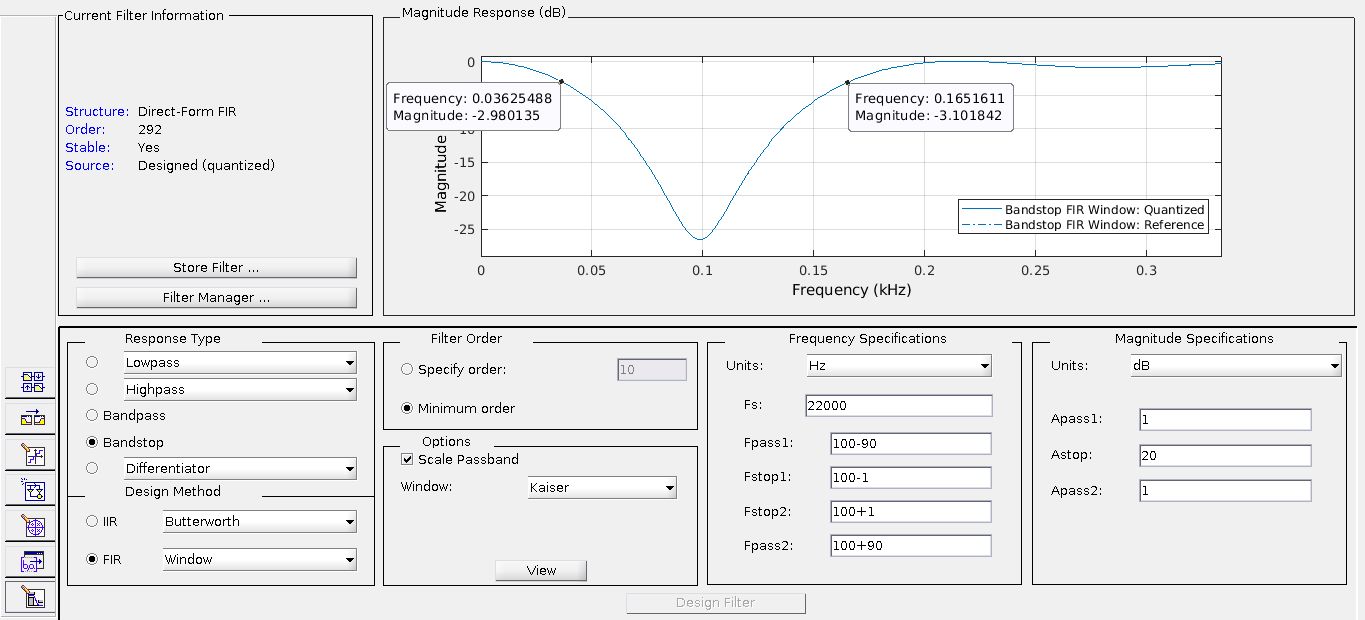 Current Filter Information
Structure: Direct-Form FIR
Order: 292
Stable: Yes
Source: Designed (quantized)
Store Filter ...
Filter Manager ...
Magnitude Response (dB)
Frequency: 0.03625488
Magnitude: -2.980135
Frequency: 0.1651611
Magnitude: -3.101842
0
-15
-20
-25
Magnitude
0 0.05 0.1 0.15 0.2 0.25 0.3
Frequency (kHz)
Bandstop FIR Window: Quantized
Bandstop FIR Window: Reference
Response Type
Lowpass
Highpass
Bandpass
Bandstop
Differentiator
Design Method
IIR Butterworth
FIR Window
Filter Order
Specify order: 10
Minimum order
Options
Scale Passband
Window: Kaiser
View
Frequency Specifications
Units: Hz
Fs: 22000
Fpass1: 100-90
Fstop1: 100-1
Fstop2: 100+1
Fpass2: 100+90
Magnitude Specifications
Units: dB
Apass1: 1
Astop: 20
Apass2: 1
Design Filter